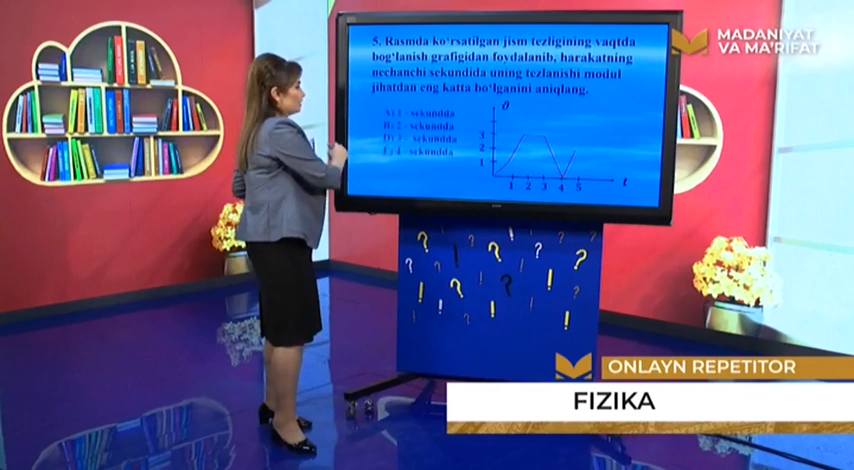 MADANIYAT
VA MA'RIFAT
5. Rasmda ko‘rsatilgan jism tezligining vaqtda
bog‘lanish grafigidan foydalanib, harakatning
nechanchi sekundida uning tezlanishi modul
jihatdan eng katta bo‘lganini aniqlang.
A) 1 - sekundda
B) 2 - sekundda
D) 3 - sekundda
E) 4 - sekundda
ϑ
3
2
1
1 2 3 4 5 t
ONLAYN REPETITOR
FIZIKA